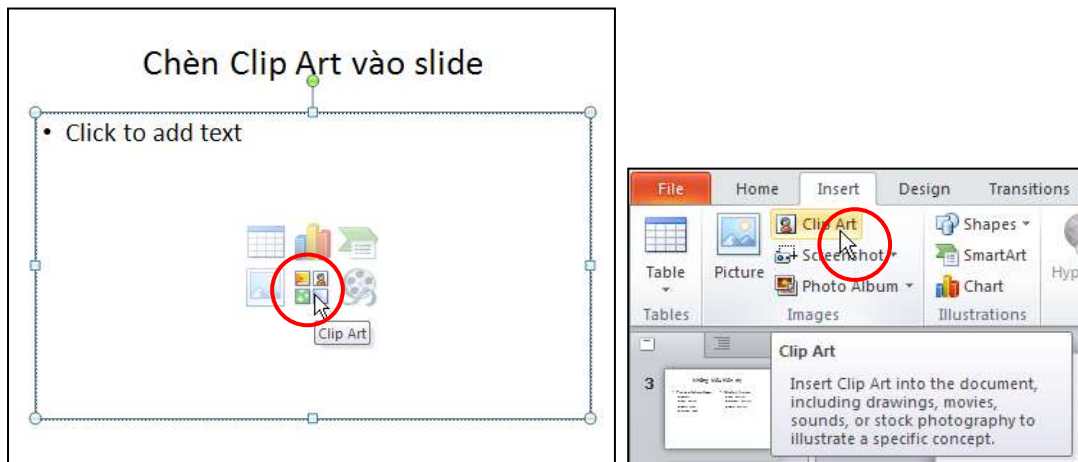 Chèn Clip Art vào slide
• Click to add text
Clip Art
File Home Insert Design Transitions
Table
Picture
Clip Art
Screenshot
Photo Album
Shapes
SmartArt
Chart
Tables Images Illustrations
3
Clip Art
Insert Clip Art into the document,
including drawings, movies,
sounds, or stock photography to
illustrate a specific concept.